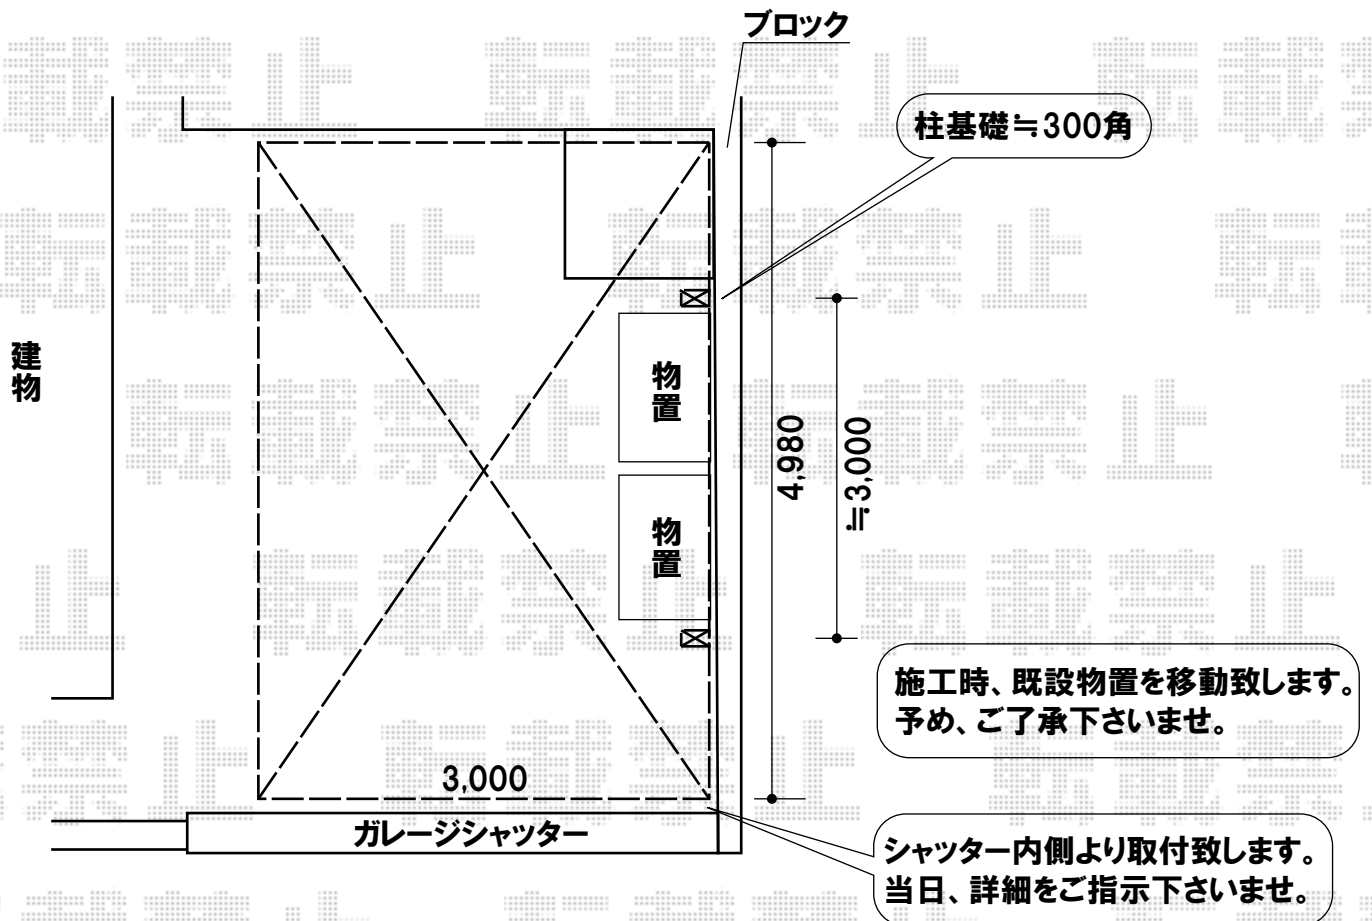 ブロック
柱基礎≒300角
建物
物置
4,980
≒3,000
物置
施工時、既設物置を移動致します。
予め、ご了承下さいませ。
3,000
ガレージシャッター
シャッター内側より取付致します。
当日、詳細をご指示下さいませ。
転載禁止